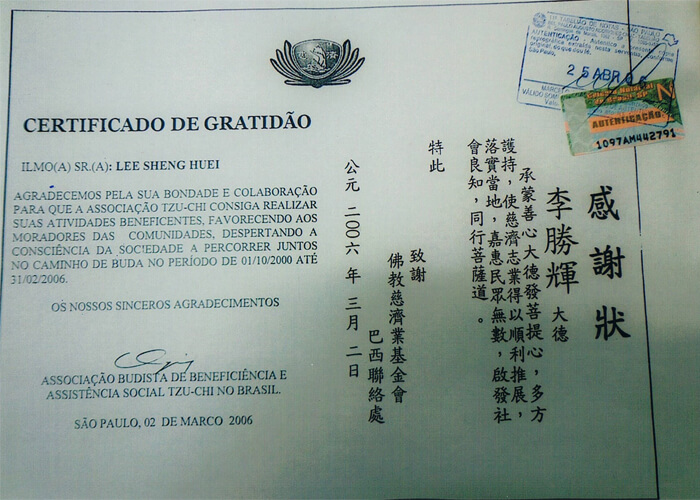 CERTIFICADO DE GRATIDÃO
ILMO(A) SR.(A): LEE SHENG HUEI
AGRADECEMOS PELA SUA BONDADE E COLABORAÇÃO
PARA QUE A ASSOCIAÇÃO TZU-CHI CONSIGA REALIZAR
SUAS ATIVIDADES BENEFICENTES, FAVORECENDO AOS
MORADORES DAS COMUNIDADES, DESPERTANDO A
CONSCIÊNCIA DA SOCIEDADE A PERCORRER JUNTOS
NO CAMINHO DE BUDA NO PERÍODO DE 01/10/2000 ATÉ
31/02/2006.
OS NOSSOS SINCEROS AGRADECIMENTOS
ASSOCIAÇÃO BUDISTA DE BENEFICIÊNCIA E
ASSISTÊNCIA SOCIAL TZU-CHI NO BRASIL.
SÃO PAULO, 02 DE MARCO 2006
感謝狀
李勝輝 大德
承蒙善心大德發菩提心，多方
護持，使慈濟志業得以順利推展，
落實當地，嘉惠民眾無數，啟發社
會良知，同行菩薩道。
特此
致謝
佛教慈濟業基金會
巴西聯絡處
公元 二００六 年 三 月 二 日
25 ABR
AUTENTICAÇÃO
1097AM442791